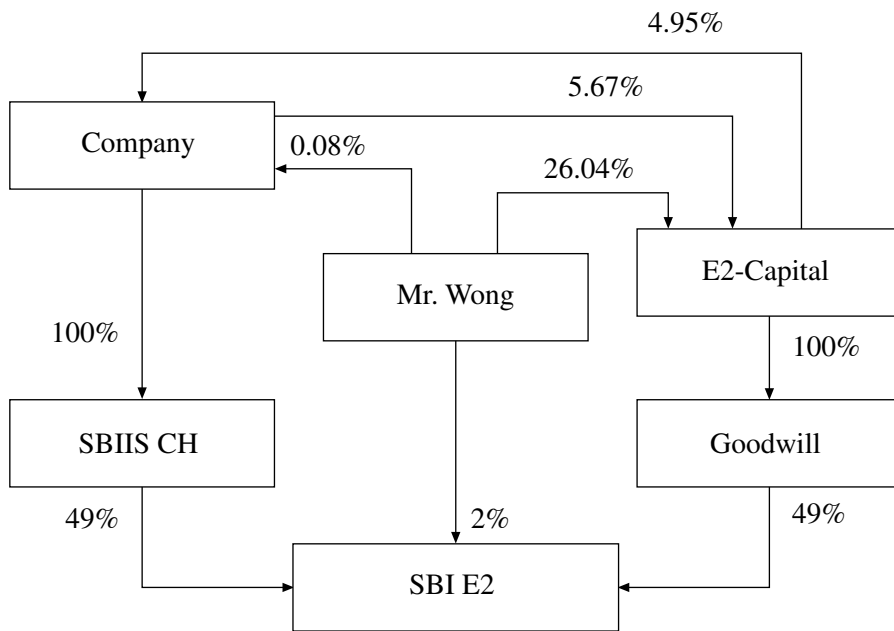 4.95%
5.67%
Company
0.08%
26.04%
E2-Capital
Mr. Wong
100%
100%
SBIIS CH
Goodwill
49%
2%
49%
SBI E2